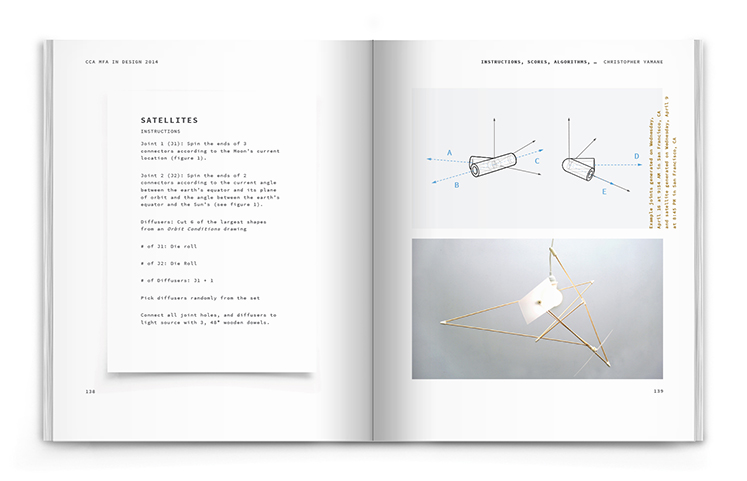 CCA MFA IN DESIGN 2014
SATELLITES
INSTRUCTIONS
Joint 1 (J1): Spin the ends of 3
connectors according to the Moon's current
location (figure 1).
Joint 2 (J2): Spin the ends of 2
connectors according to the current angle
between the earth's equator and its plane
of orbit and the angle between the earth's
equator and the Sun's (see figure 1).
Diffusers: Cut 6 of the largest shapes
from an Orbit Conditions drawing
# of J1: Die roll
# of J2: Die Roll
# of Diffusers: J1 + 1
Pick diffusers randomly from the set
Connect all joint holes, and diffusers to
light source with 3, 48" wooden dowels.
138
INSTRUCTIONS, SCORES, ALGORITHMS, … CHRISTOPHER YAMANE
A
B
C
D
E
Example joints generated on Wednesday,
April 16 at 9:54 AM in San Francisco, CA
and satellite generated on Wednesday, April 9
at 8:45 PM in San Francisco, CA
139